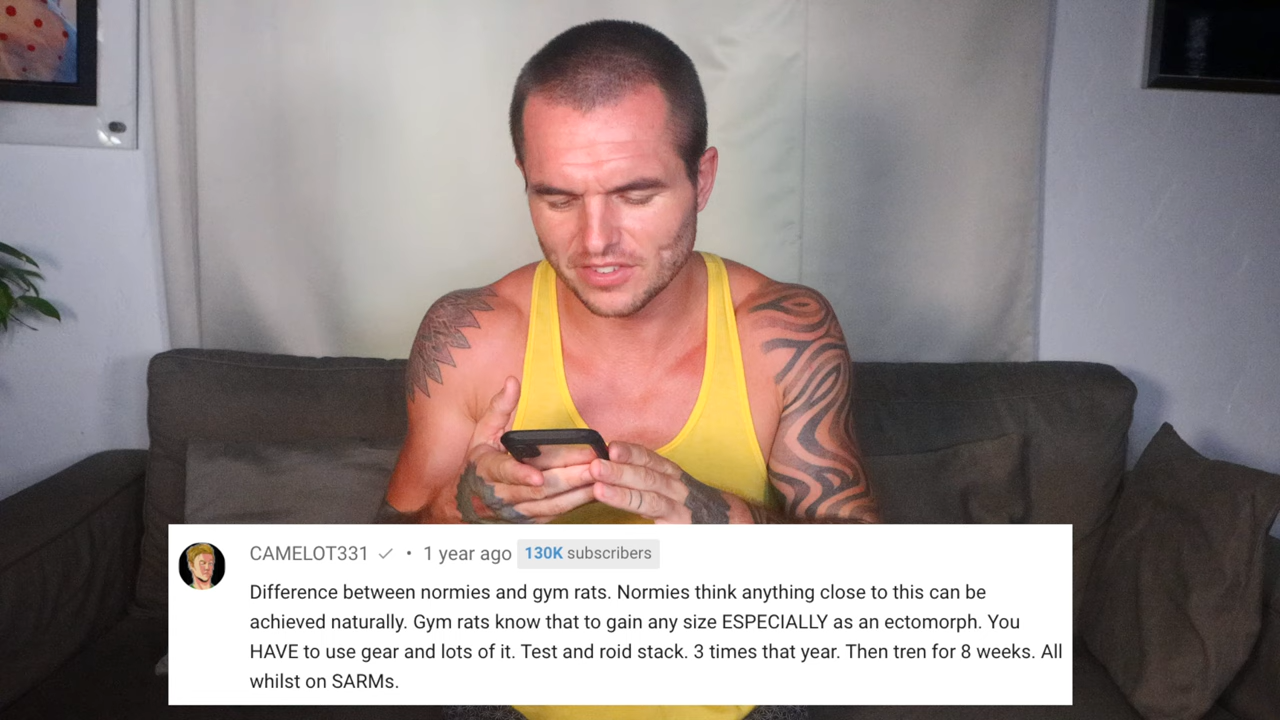 CAMELOT331 ✓ • 1 year ago 130K subscribers
Difference between normies and gym rats. Normies think anything close to this can be
achieved naturally. Gym rats know that to gain any size ESPECIALLY as an ectomorph. You
HAVE to use gear and lots of it. Test and roid stack. 3 times that year. Then tren for 8 weeks. All
whilst on SARMs.